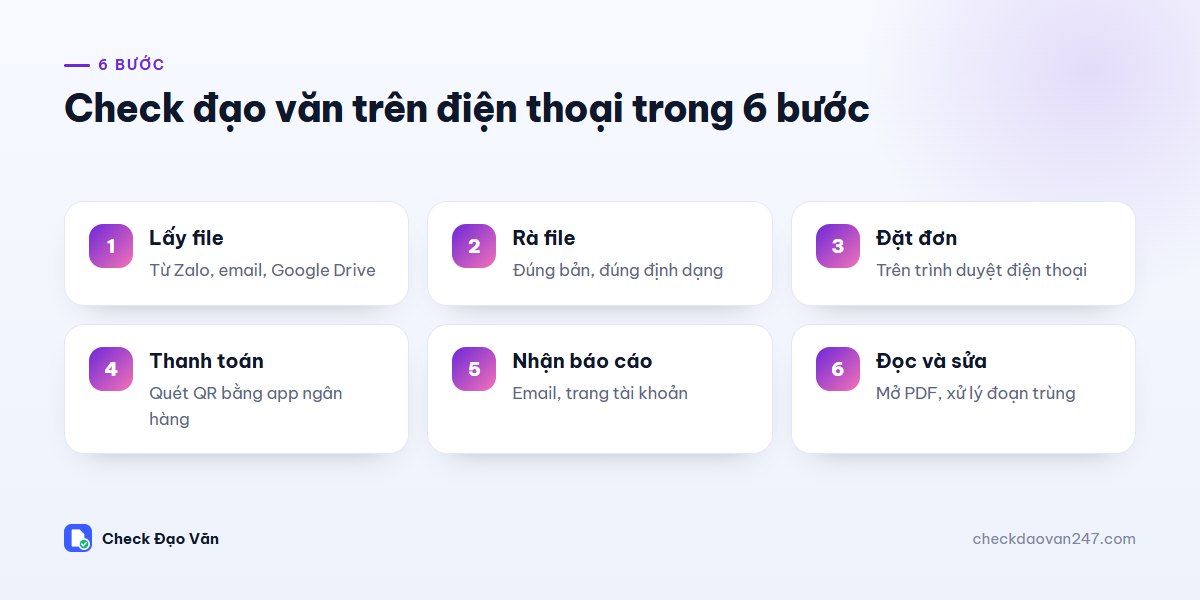 6 BƯỚC
Check đạo văn trên điện thoại trong 6 bước
1
Lấy file
Từ Zalo, email, Google Drive
2
Rà file
Đúng bản, đúng định dạng
3
Đặt đơn
Trên trình duyệt điện thoại
4
Thanh toán
Quét QR bằng app ngân
hàng
5
Nhận báo cáo
Email, trang tài khoản
6
Đọc và sửa
Mở PDF, xử lý đoạn trùng
Check Đạo Văn
checkdaovan247.com